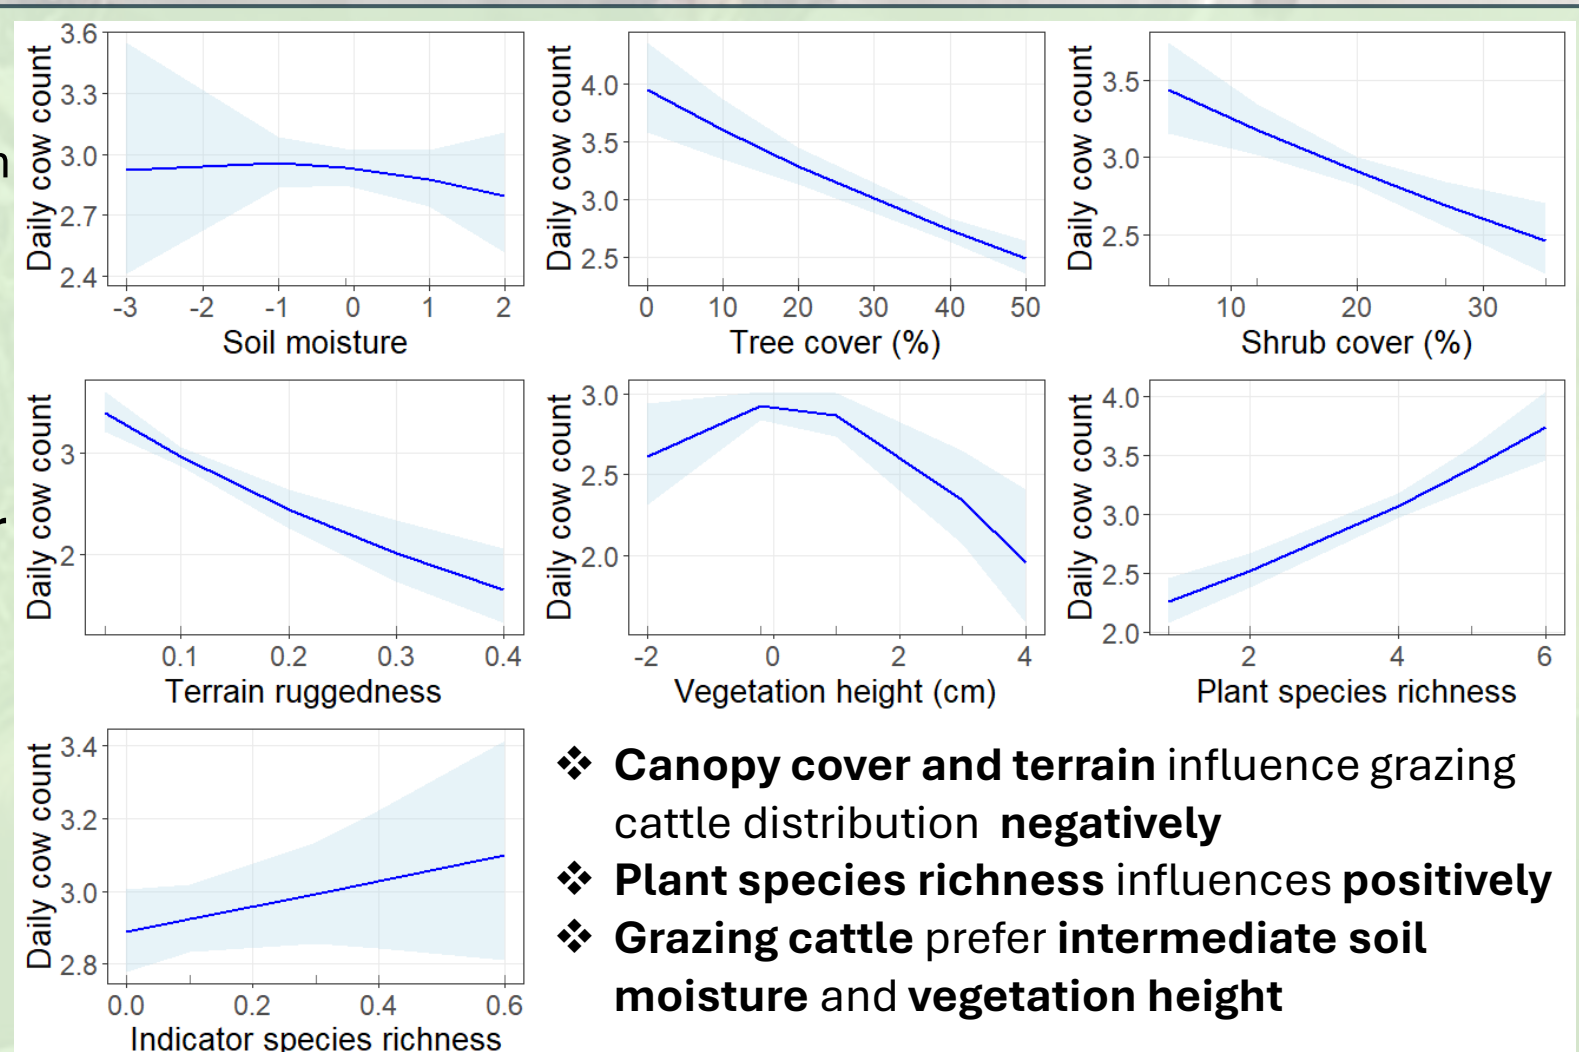 3.6
3.3
3.0
2.7
2.4
Daily cow count
-3 -2 -1 0 1 2
Soil moisture
4.0
3.5
3.0
2.5
Daily cow count
0 10 20 30 40 50
Tree cover (%)
3.5
3.0
2.5
Daily cow count
10 20 30
Shrub cover (%)
3
2
Daily cow count
0.1 0.2 0.3 0.4
Terrain ruggedness
3.0
2.5
2.0
Daily cow count
-2 0 2 4
Vegetation height (cm)
4.0
3.5
3.0
2.5
2.0
Daily cow count
2 4 6
Plant species richness
3.4
3.2
3.0
2.8
Daily cow count
0.0 0.2 0.4 0.6
Indicator species richness
❖ Canopy cover and terrain influence grazing
cattle distribution negatively
❖ Plant species richness influences positively
❖ Grazing cattle prefer intermediate soil
moisture and vegetation height